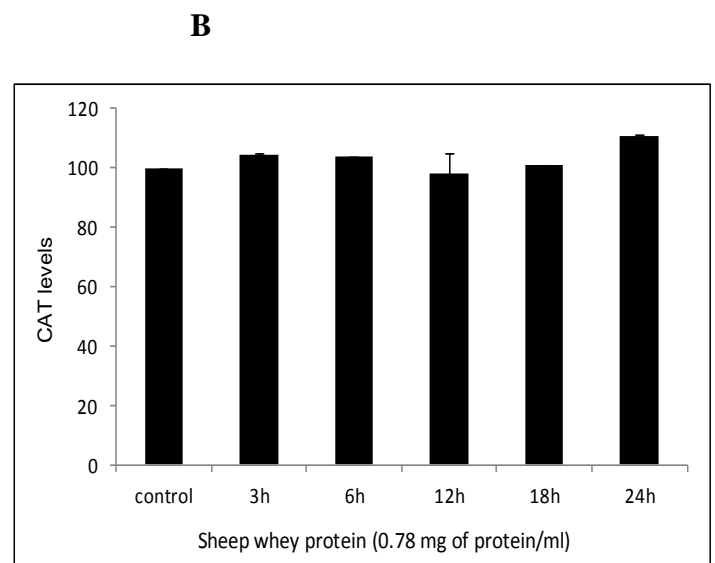 B
120
100
80
60
40
20
0
CAT levels
control 3h 6h 12h 18h 24h
Sheep whey protein (0.78 mg of protein/ml)